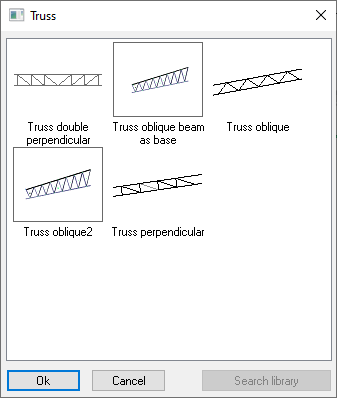 Truss
Truss double
perpendicular
Truss oblique beam
as base
Truss oblique
Truss oblique2
Truss perpendicular
Ok
Cancel
Search library